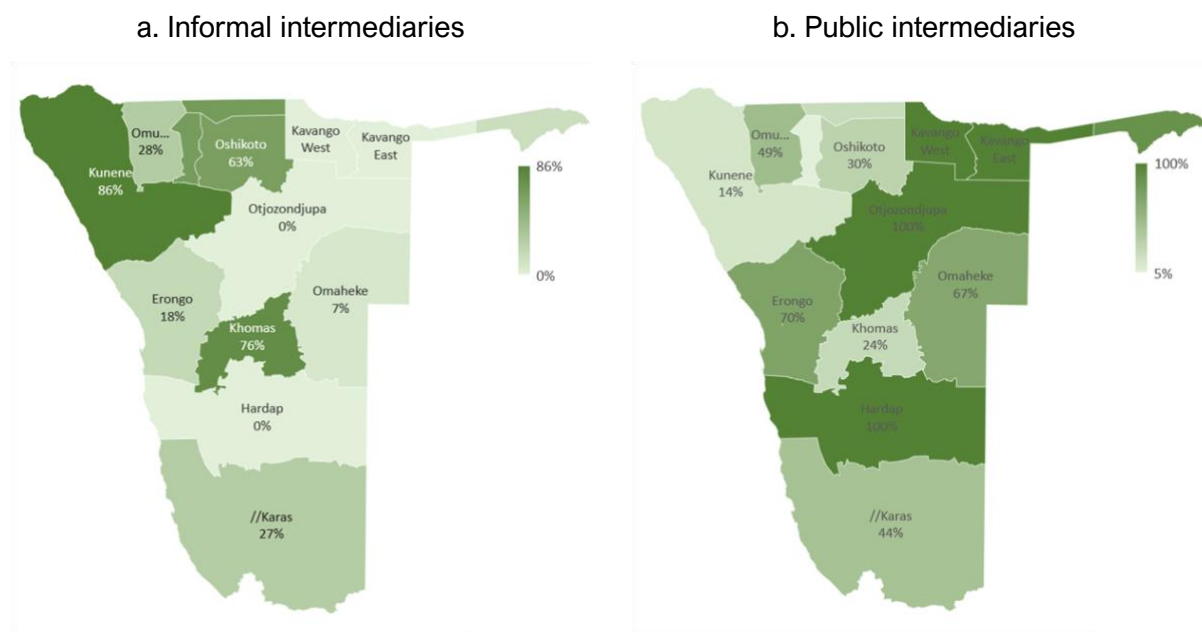 a. Informal intermediaries
Omu...
28%
Oshikoto
63%
Kavango
West
Kavango
East
Kunene
86%
Otjozondjupa
0%
Erongo
18%
Omaheke
7%
Khomas
76%
Hardap
0%
//Karas
27%
86%
0%
b. Public intermediaries
Omu...
49%
Oshikoto
30%
Kavango
West
Kavango
East
Kunene
14%
Otjozondjupa
100%
Erongo
70%
Omaheke
67%
Khomas
24%
Hardap
100%
//Karas
44%
100%
5%